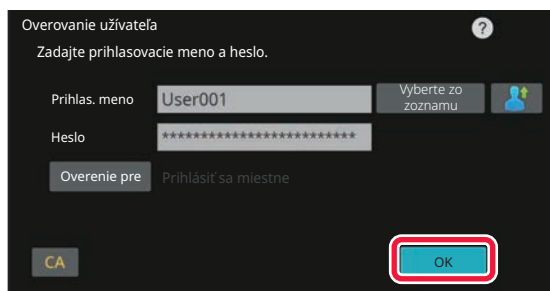 Overovanie užívateľa
?
Zadajte prihlasovacie meno a heslo.
Prihlas. meno
User001
Vyberte zo
zoznamu
Heslo
*************************
Overenie pre
Prihlásiť sa miestne
CA
OK